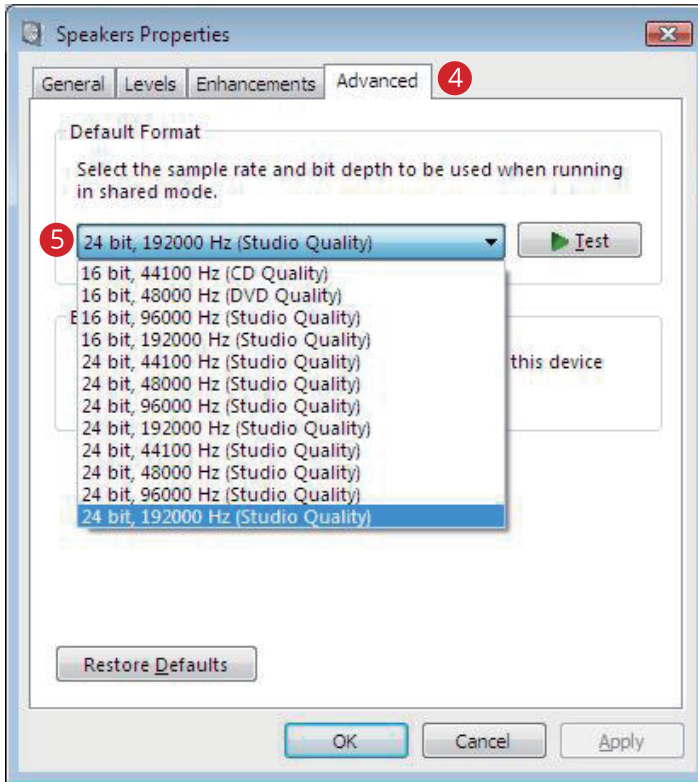 Speakers Properties
General Levels Enhancements Advanced 4
Default Format
Select the sample rate and bit depth to be used when running
in shared mode.
5 24 bit, 192000 Hz (Studio Quality) Test
16 bit, 44100 Hz (CD Quality)
16 bit, 48000 Hz (DVD Quality)
E 16 bit, 96000 Hz (Studio Quality)
16 bit, 192000 Hz (Studio Quality)
24 bit, 44100 Hz (Studio Quality) this device
24 bit, 48000 Hz (Studio Quality)
24 bit, 96000 Hz (Studio Quality)
24 bit, 192000 Hz (Studio Quality)
24 bit, 44100 Hz (Studio Quality)
24 bit, 48000 Hz (Studio Quality)
24 bit, 96000 Hz (Studio Quality)
24 bit, 192000 Hz (Studio Quality)
Restore Defaults
OK Cancel Apply